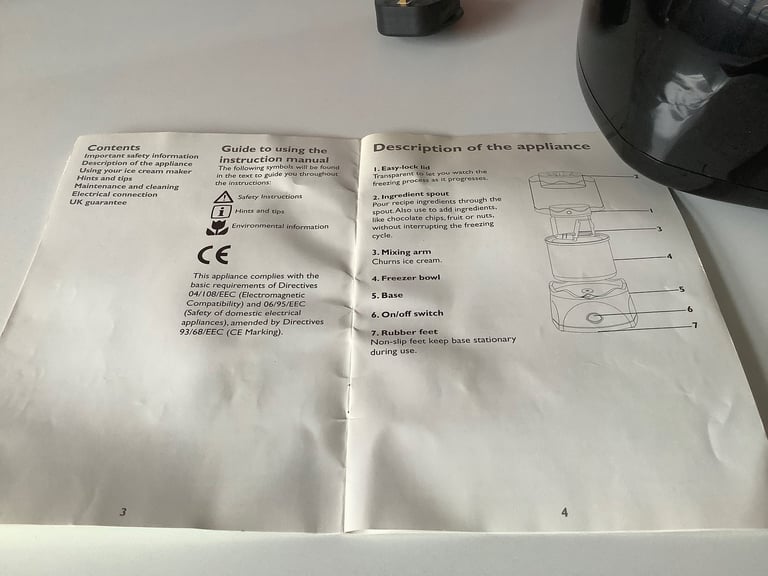 Contents
Important safety information
Description of the appliance
Using your ice cream maker
Hints and tips
Maintenance and cleaning
Electrical connection
UK guarantee
Guide to using the
instruction manual
The following symbols will be found
in the text to guide you throughout
the instructions:
Safety Instructions
i Hints and tips
Environmental information
CE
This appliance complies with the
basic requirements of Directives
04/108/EEC (Electromagnetic
Compatibility) and 06/95/EEC
(Safety of domestic electrical
appliances), amended by Directives
93/68/EEC (CE Marking).
3
Description of the appliance
1. Easy-lock lid
Transparent to let you watch the
freezing process as it progresses.
2. Ingredient spout
Pour recipe ingredients through the
spout. Also use to add ingredients,
like chocolate chips, fruit or nuts,
without interrupting the freezing
cycle.
3. Mixing arm
Churns ice cream.
4. Freezer bowl
5. Base
6. On/off switch
7. Rubber feet
Non-slip feet keep base stationary
during use.
2
1
3
4
5
6
7
4